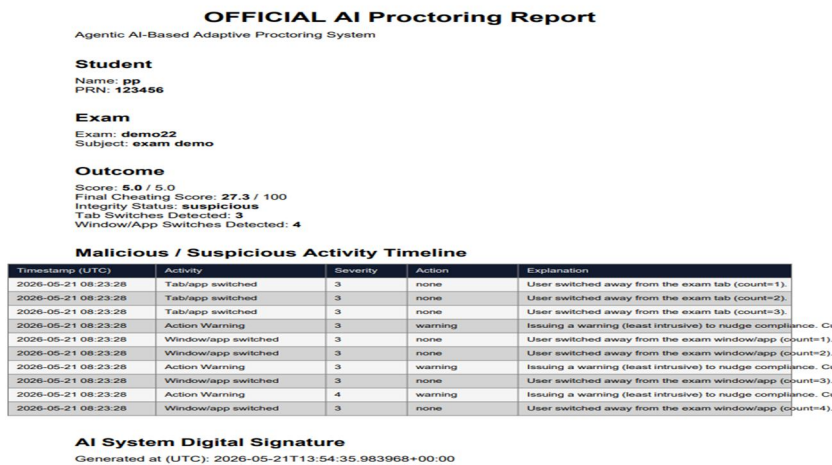 OFFICIAL AI Proctoring Report
Agentic AI-Based Adaptive Proctoring System
Student
Name: pp
PRN: 123456
Exam
Exam: demo22
Subject: exam demo
Outcome
Score: 5.0 / 5.0
Final Cheating Score: 27.3 / 100
Integrity Status: suspicious
Tab Switches Detected: 3
Window/App Switches Detected: 4
Malicious / Suspicious Activity Timeline
Timestamp (UTC) Activity Severity Action Explanation
2026-05-21 08:23:28 Tab/app switched 3 none User switched away from the exam tab (count=1).
2026-05-21 08:23:28 Tab/app switched 3 none User switched away from the exam tab (count=2).
2026-05-21 08:23:28 Tab/app switched 3 none User switched away from the exam tab (count=3).
2026-05-21 08:23:28 Action Warning 3 warning Issuing a warning (least intrusive) to nudge compliance.
2026-05-21 08:23:28 Window/app switched 3 none User switched away from the exam window/app (count=1).
2026-05-21 08:23:28 Window/app switched 3 none User switched away from the exam window/app (count=2)
2026-05-21 08:23:28 Action Warning 3 warning Issuing a warning (least intrusive) to nudge compliance.
2026-05-21 08:23:28 Window/app switched 3 none User switched away from the exam window/app (count=3)
2026-05-21 08:23:28 Action Warning 4 warning Issuing a warning (least intrusive) to nudge compliance.
2026-05-21 08:23:28 Window/app switched 3 none User switched away from the exam window/app (count=4)
AI System Digital Signature
Generated at (UTC): 2026-05-21T13:54:35.983968+00:00